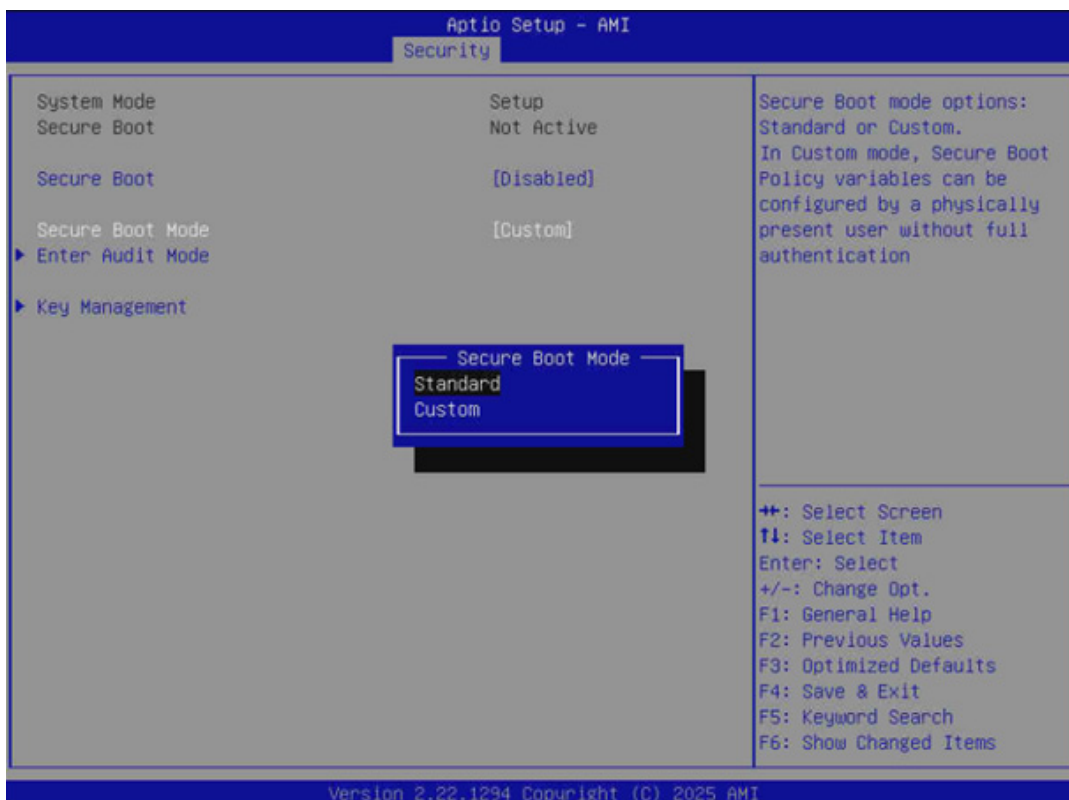 Aptio Setup - AMI
Security
System Mode Setup
Secure Boot Not Active
Secure Boot [Disabled]
Secure Boot Mode [Custom]
Enter Audit Mode
Key Management
Secure Boot Mode
Standard
Custom
Secure Boot mode options:
Standard or Custom.
In Custom mode, Secure Boot
Policy variables can be
configured by a physically
present user without full
authentication
→←: Select Screen
↑↓: Select Item
Enter: Select
+/-: Change Opt.
F1: General Help
F2: Previous Values
F3: Optimized Defaults
F4: Save & Exit
F5: Keyword Search
F6: Show Changed Items
Version 2.22.1294 Copyright (C) 2025 AMI